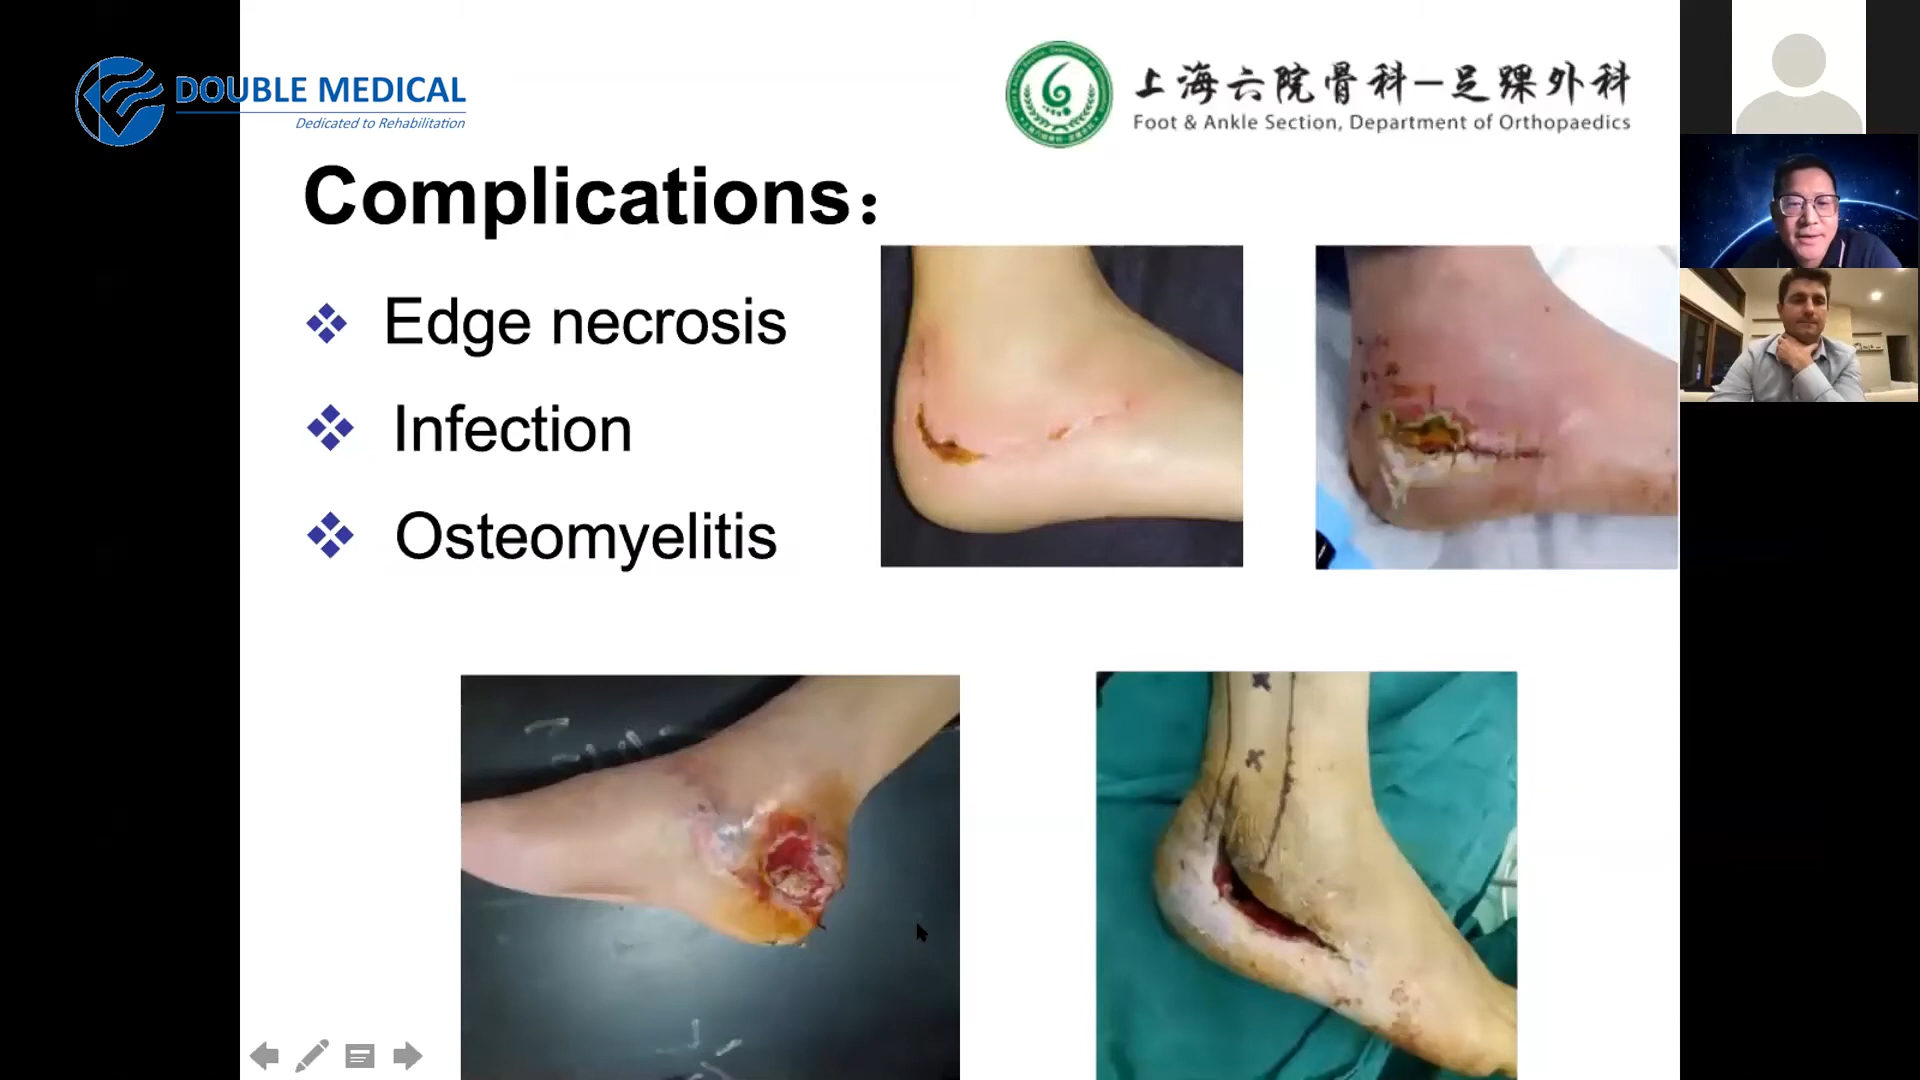 DOUBLE MEDICAL
Dedicated to Rehabilitation
上海六院骨科—足踝外科
Foot & Ankle Section, Department of Orthopaedics
Complications：
Edge necrosis
Infection
Osteomyelitis